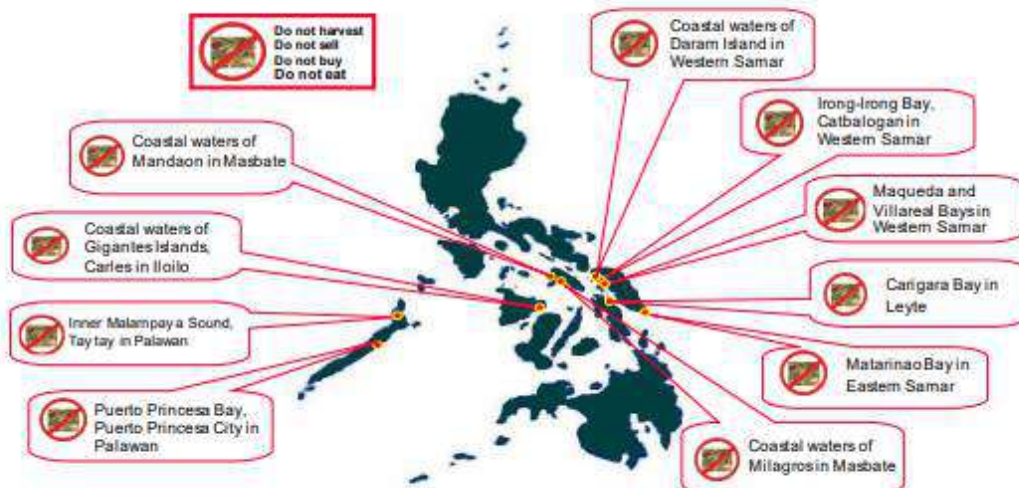 Do not harvest
Do not sell
Do not buy
Do not eat
Coastal waters of
Daram Island in
Western Samar
Irong-Irong Bay,
Catbalogan in
Western Samar
Coastal waters of
Mandaon in Masbate
Maqueda and
Villareal Bays in
Western Samar
Coastal waters of
Gigantes Islands,
Carles in Iloilo
Carigara Bay in
Leyte
Inner Malampaya Sound,
Taytay in Palawan
Matarinao Bay in
Eastern Samar
Puerto Princesa Bay,
Puerto Princesa City in
Palawan
Coastal waters of
Milagros in Masbate